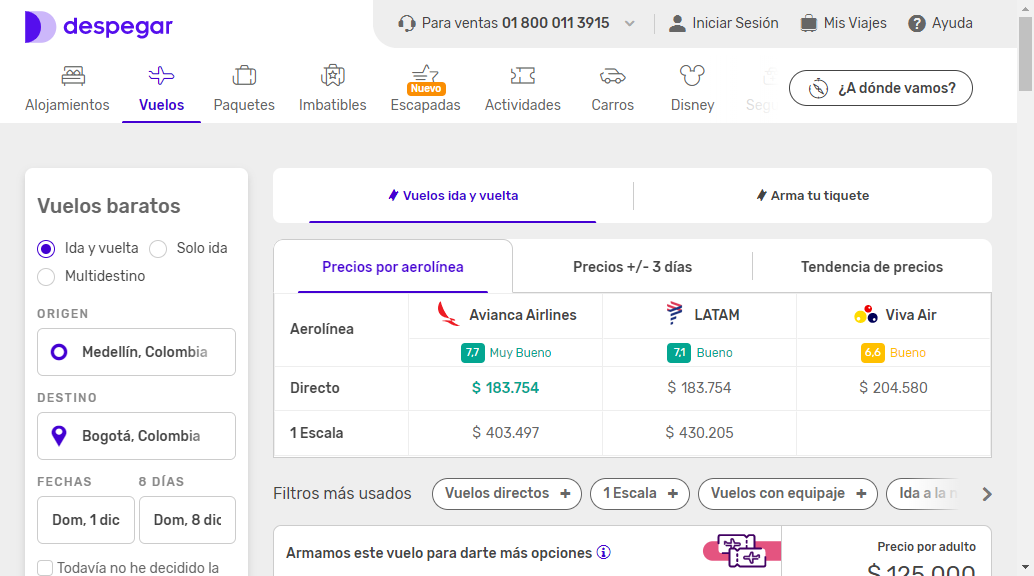 despegar
Para ventas 01 800 011 3915
Iniciar Sesión
Mis Viajes
Ayuda
Alojamientos
Vuelos
Paquetes
Imbatibles
Nuevo
Escapadas
Actividades
Carros
Disney
¿A dónde vamos?
Vuelos baratos
Ida y vuelta
Solo ida
Multidestino
ORIGEN
Medellín, Colombia
DESTINO
Bogotá, Colombia
FECHAS
8 DÍAS
Dom, 1 dic
Dom, 8 dic
Todavía no he decidido la
Vuelos ida y vuelta
Arma tu tiquete
Precios por aerolínea
Precios +/- 3 días
Tendencia de precios
Aerolínea
Avianca Airlines
LATAM
Viva Air
7,7 Muy Bueno
7,1 Bueno
6,6 Bueno
Directo
$ 183.754
$ 183.754
$ 204.580
1 Escala
$ 403.497
$ 430.205
Filtros más usados
Vuelos directos +
1 Escala +
Vuelos con equipaje +
Ida a la
Armamos este vuelo para darte más opciones
Precio por adulto
$ 125.000